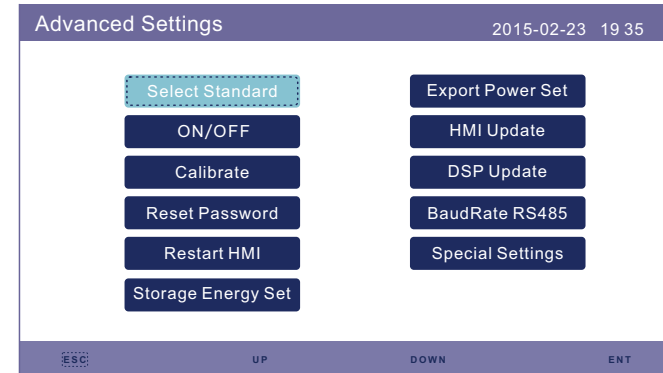 Advanced Settings
2015-02-23 19 35
Select Standard
ON/OFF
Calibrate
Reset Password
Restart HMI
Storage Energy Set
Export Power Set
HMI Update
DSP Update
BaudRate RS485
Special Settings
ESC UP DOWN ENT